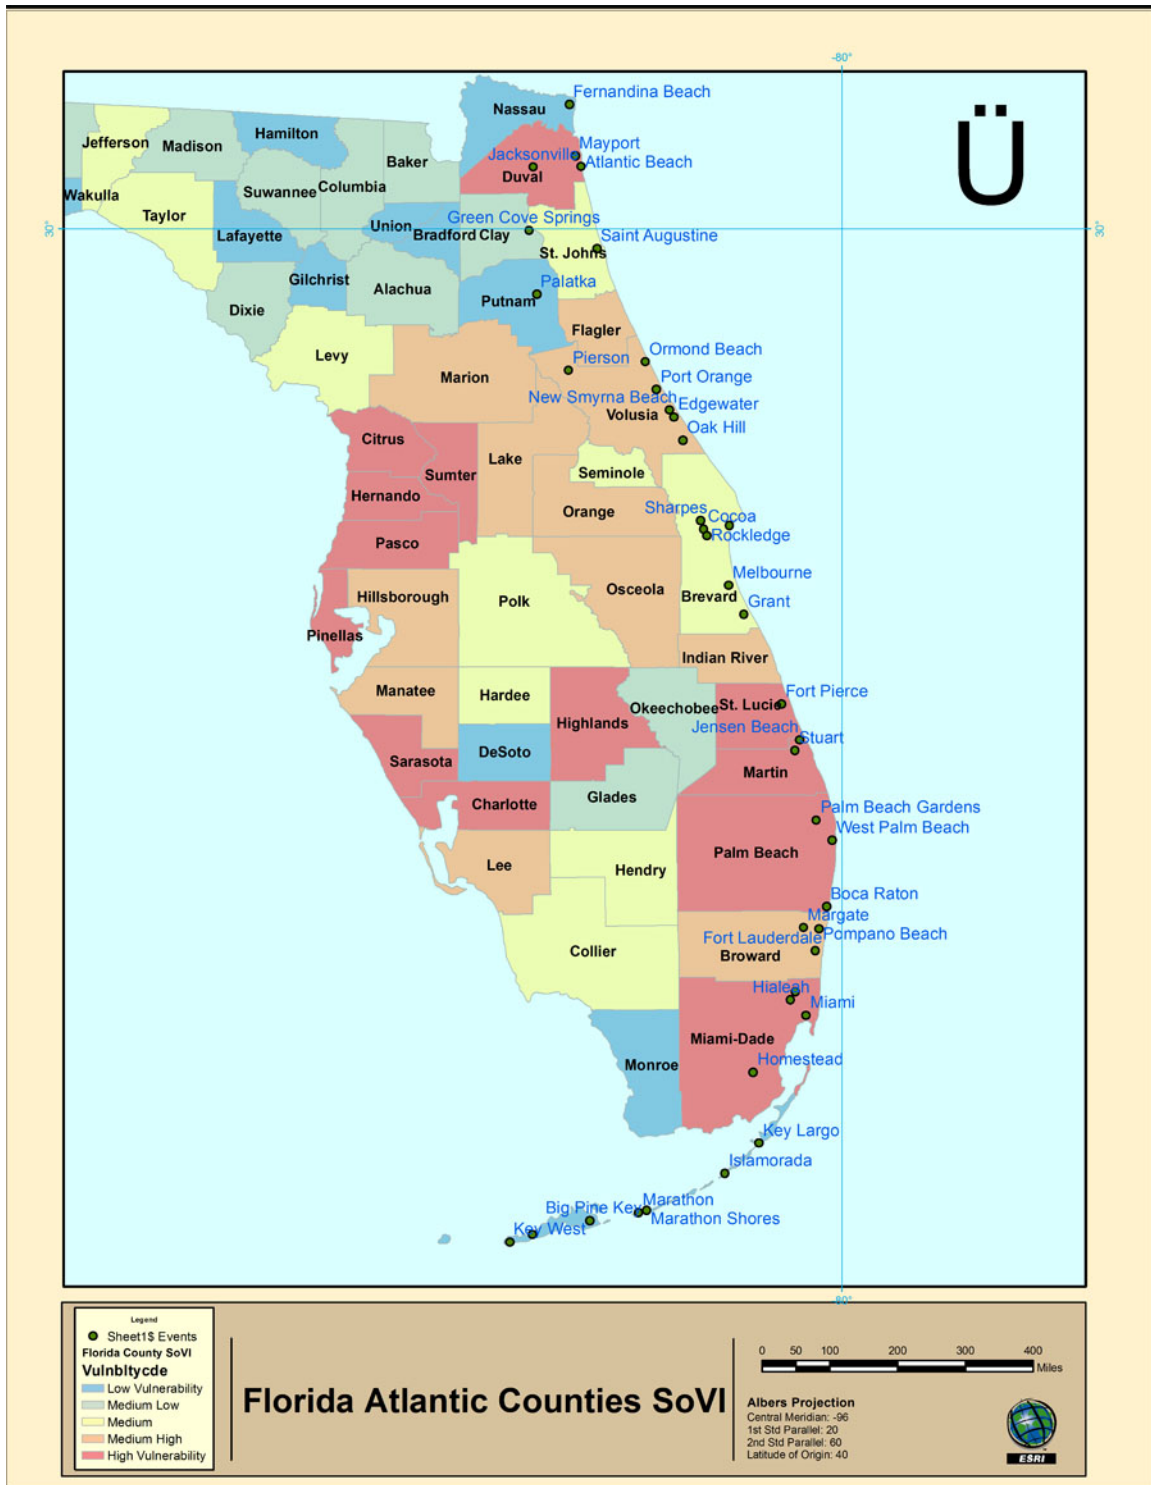 -80°
Fernandina Beach
Nassau
Ü
Hamilton
Jefferson
Madison
Mayport
Baker
Jacksonville
Atlantic Beach
Duval
Suwannee
Columbia
Wakulla
Taylor
Green Cove Springs
Union
30°
30°
Lafayette
Bradford
Clay
Saint Augustine
St. Johns
Gilchrist
Alachua
Palatka
Putnam
Dixie
Flagler
Ormond Beach
Levy
Pierson
Marion
Port Orange
New Smyrna Beach
Edgewater
Volusia
Oak Hill
Citrus
Lake
Seminole
Sumter
Hernando
Sharpes
Orange
Cocoa
Rockledge
Pasco
Melbourne
Osceola
Hillsborough
Brevard
Polk
Grant
Pinellas
Indian River
Manatee
Hardee
Fort Pierce
Okeechobee
St. Lucie
Highlands
Jensen Beach
Stuart
DeSoto
Sarasota
Martin
Glades
Charlotte
Palm Beach Gardens
West Palm Beach
Palm Beach
Lee
Hendry
Boca Raton
Margate
Pompano Beach
Fort Lauderdale
Collier
Broward
Hialeah
Miami
Miami-Dade
Homestead
Monroe
Key Largo
Islamorada
Marathon
Big Pine Key
Marathon Shores
Key West
-80°
Legend
Sheet1$ Events
Florida County SoVI
Vulnbltycde
Low Vulnerability
Medium Low
Medium
Medium High
High Vulnerability
Florida Atlantic Counties SoVI
0 50 100 200 300 400
Miles
Albers Projection
Central Meridian: -96
1st Std Parallel: 20
2nd Std Parallel: 60
Latitude of Origin: 40
ESRI